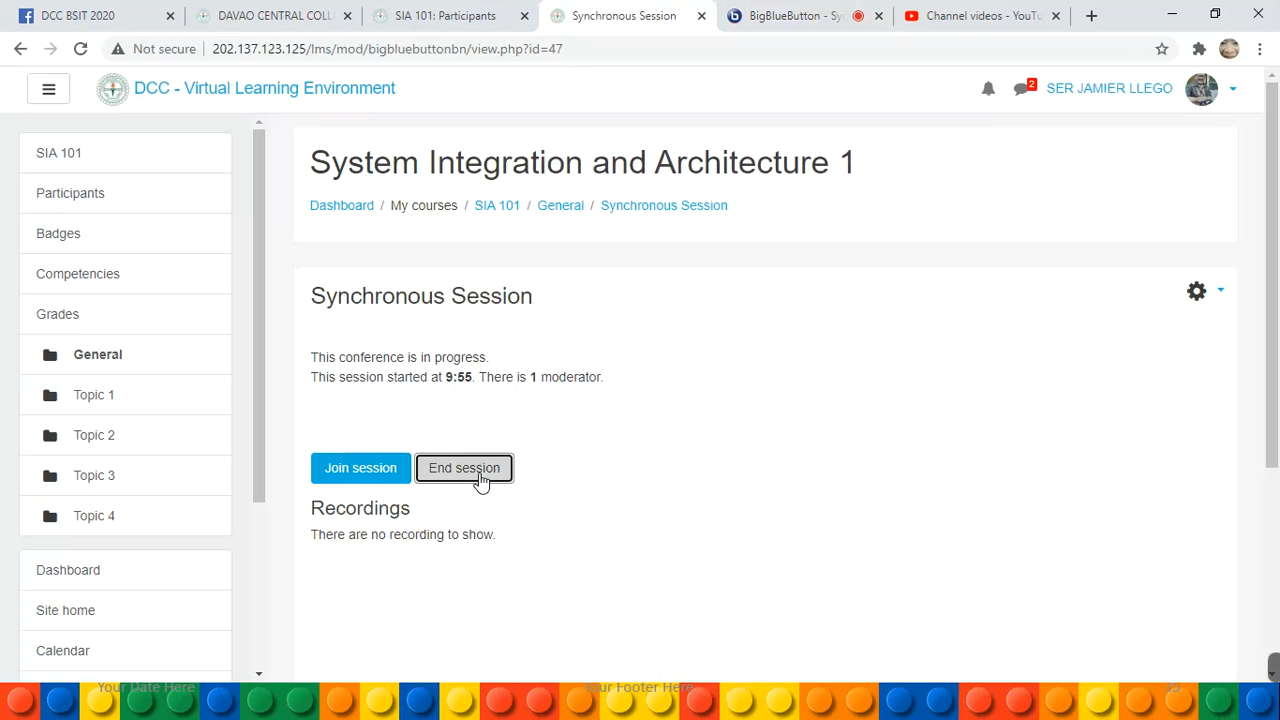 DCC BSIT 2020
DAVAO CENTRAL COLL
SIA 101: Participants
Synchronous Session
BigBlueButton - Sy
Channel videos - YouTu
Not secure
202.137.123.125/lms/mod/bigbluebuttonbn/view.php?id=47
DCC - Virtual Learning Environment
2
SER JAMIER LLEGO
SIA 101
Participants
Badges
Competencies
Grades
General
Topic 1
Topic 2
Topic 3
Topic 4
Dashboard
Site home
Calendar
System Integration and Architecture 1
Dashboard / My courses / SIA 101 / General / Synchronous Session
Synchronous Session
This conference is in progress.
This session started at 9:55. There is 1 moderator.
Join session
End session
Recordings
There are no recording to show.
Your Date Here
Your Footer Here